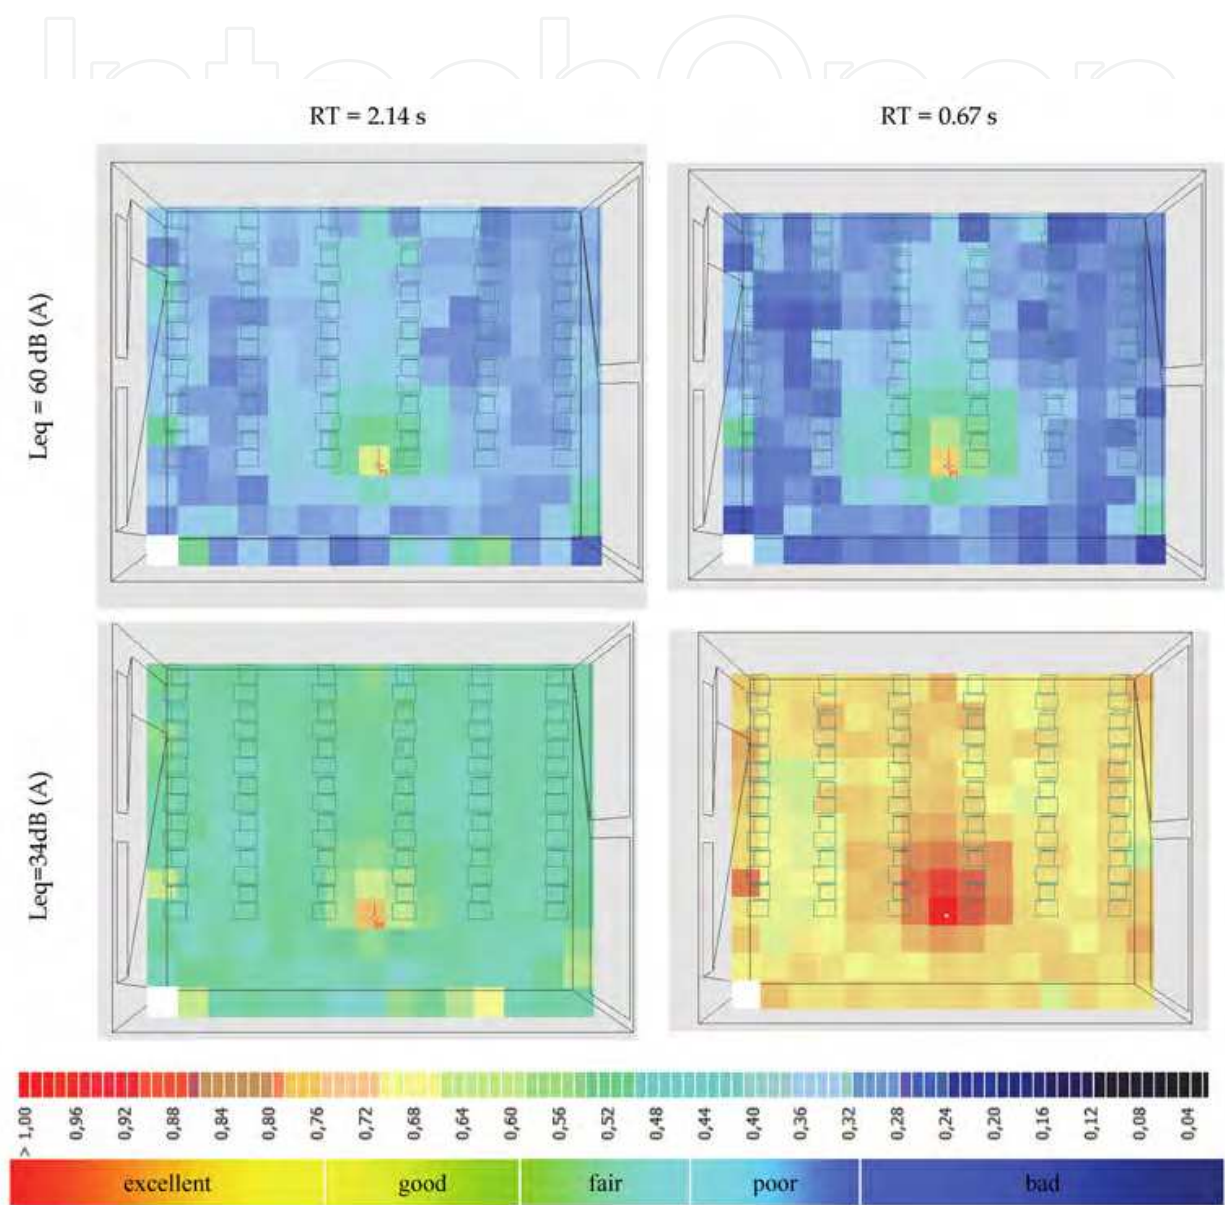 IntechOpen
RT = 2.14 s
RT = 0.67 s
Leq = 60 dB (A)
Leq=34dB (A)
> 1,00 0,96 0,92 0,88 0,84 0,80 0,76 0,72 0,68 0,64 0,60 0,56 0,52 0,48 0,44 0,40 0,36 0,32 0,28 0,24 0,20 0,16 0,12 0,08 0,04
excellent good fair poor bad